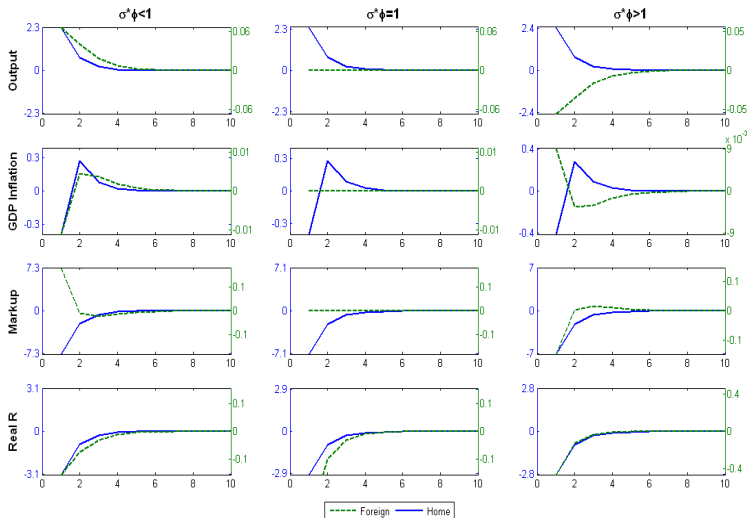 σ*ϕ<1 σ*ϕ=1 σ*ϕ>1
Output
2.3 0 -2.3 0.06 0 -0.06
0 2 4 6 8 10
2.3 0 -2.3 0.06 0 -0.06
0 2 4 6 8 10
2.4 0 -2.4 0.05 0 -0.05
0 2 4 6 8 10
GDP Inflation
0.3 0 -0.3 0.01 0 -0.01
0 2 4 6 8 10
0.3 0 -0.3 0.01 0 -0.01
0 2 4 6 8 10
0.4 0 -0.4 x 10^-3 9 0 -9
0 2 4 6 8 10
Markup
7.3 0 -7.3 0.1 0 -0.1
0 2 4 6 8 10
7.1 0 -7.1 0.1 0 -0.1
0 2 4 6 8 10
7 0 -7 0.1 0 -0.1
0 2 4 6 8 10
Real R
3.1 0 -3.1 0.1 0 -0.1
0 2 4 6 8 10
2.9 0 -2.9 0.1 0 -0.1
0 2 4 6 8 10
2.8 0 -2.8 0.4 0 -0.4
0 2 4 6 8 10
Foreign Home